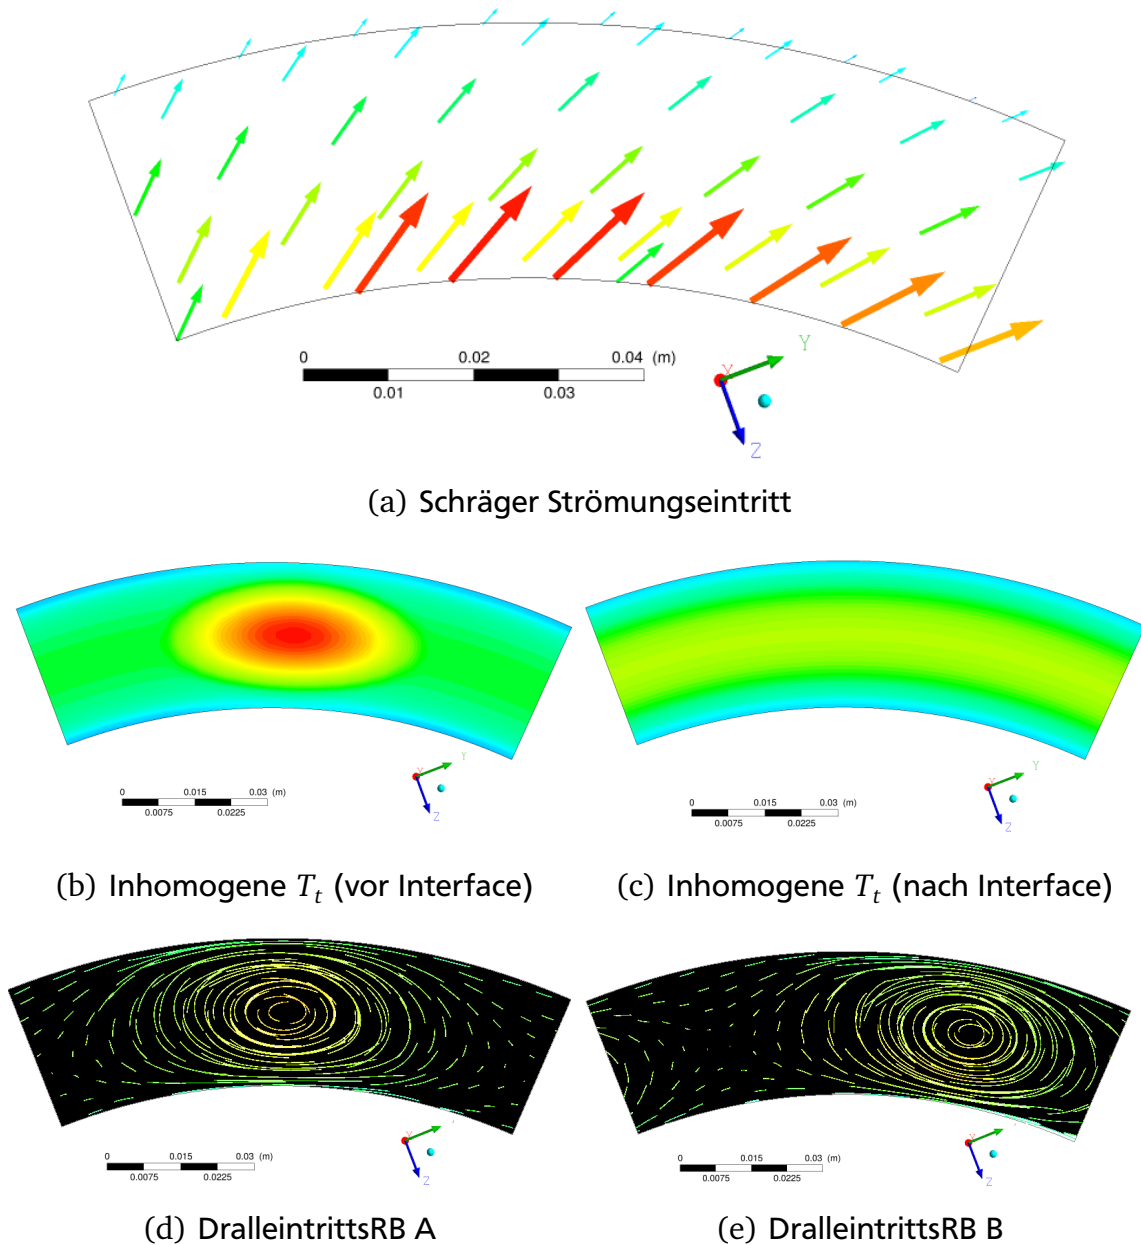 0 0.02 0.04 (m)
0.01 0.03
Y
Y
Z
(a) Schräger Strömungseintritt
Y
Y
Z
0 0.015 0.03 (m)
0.0075 0.0225
Y
Y
Z
0 0.015 0.03 (m)
0.0075 0.0225
(b) Inhomogene T_t (vor Interface)
(c) Inhomogene T_t (nach Interface)
Z
0 0.015 0.03 (m)
0.0075 0.0225
Z
0 0.015 0.03 (m)
0.0075 0.0225
(d) DralleintrittsRB A
(e) DralleintrittsRB B